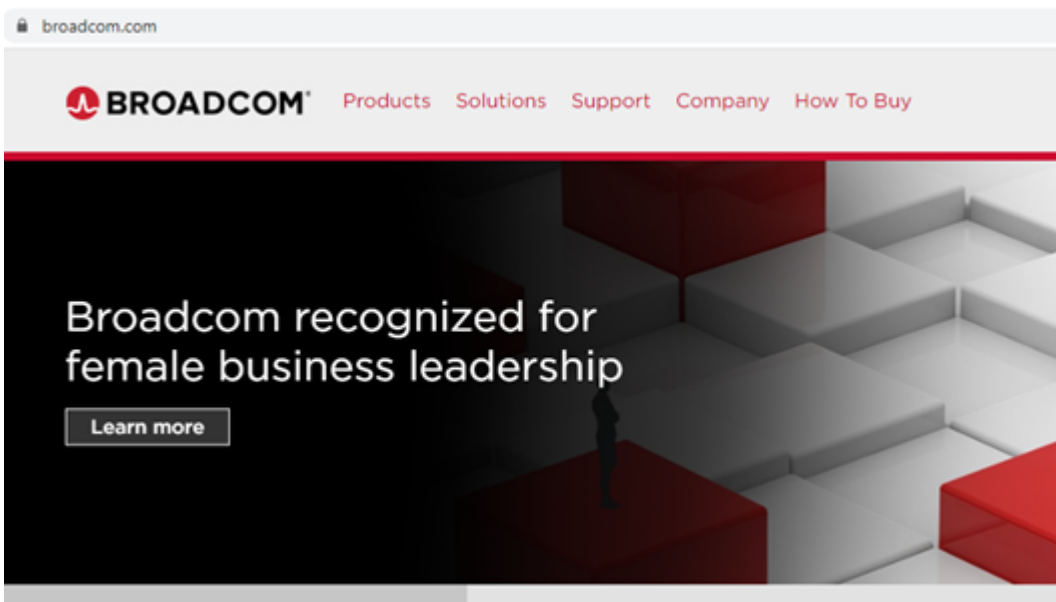 broadcom.com
BROADCOM® Products Solutions Support Company How To Buy
Broadcom recognized for
female business leadership
Learn more